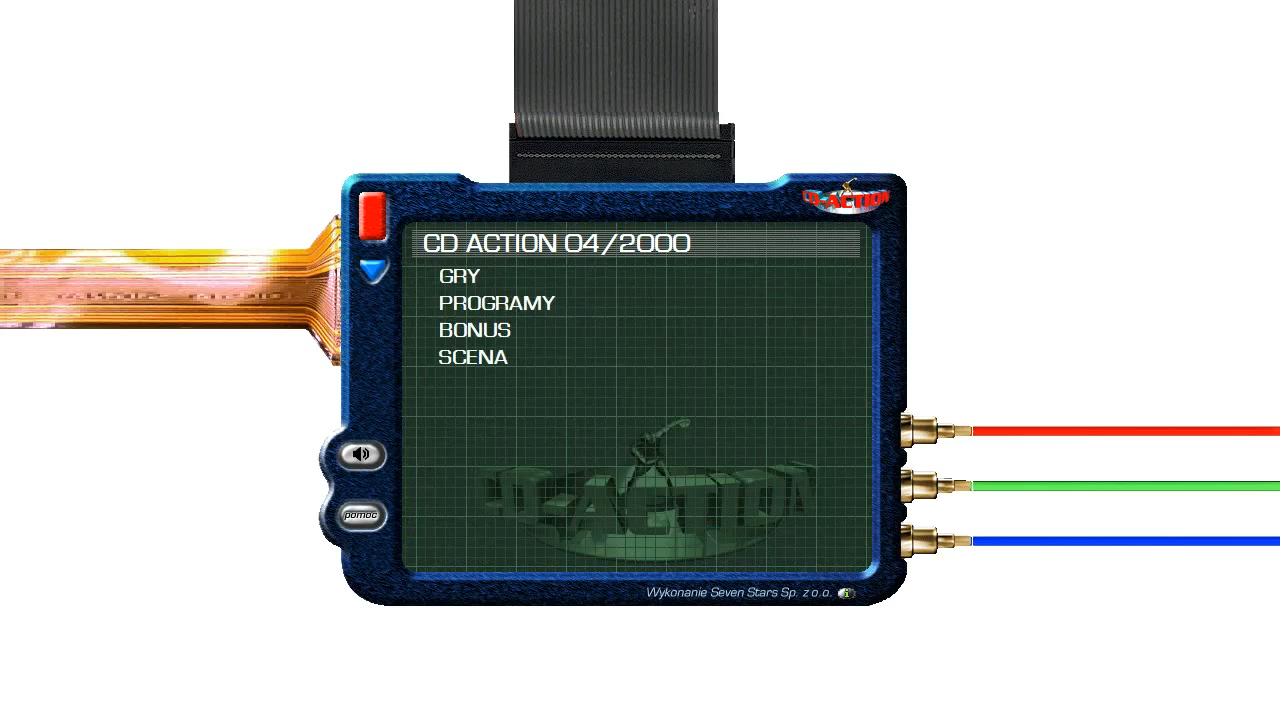 CD-ACTION
CD ACTION 04/2000
GRY
PROGRAMY
BONUS
SCENA
CD-ACTION
pomoc
Wykonanie Seven Stars Sp. z o.o. i